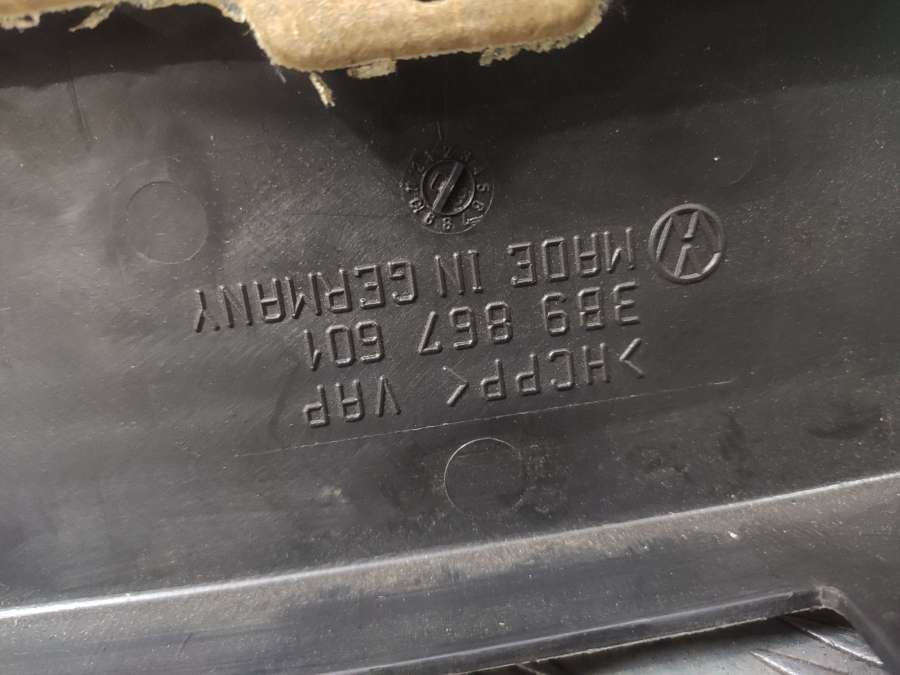 >HCPP< VAP
3B9 867 601
MADE IN GERMANY